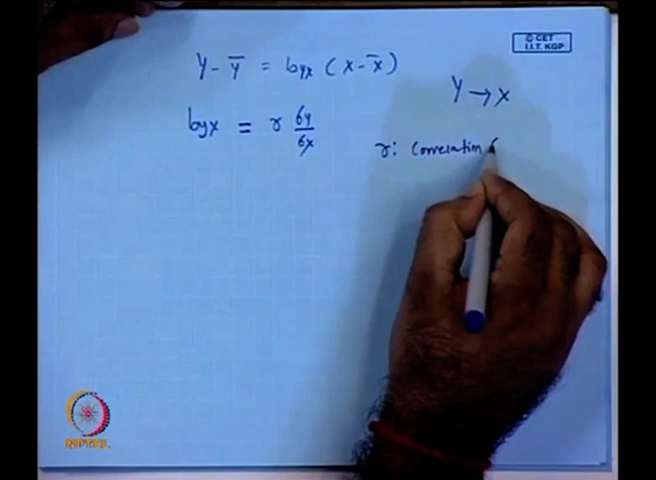 © CET
I.I.T. KGP
y - ȳ = byx (x - x̄)
y → x
byx = r σy/σx
r: Correlation C
NPTEL